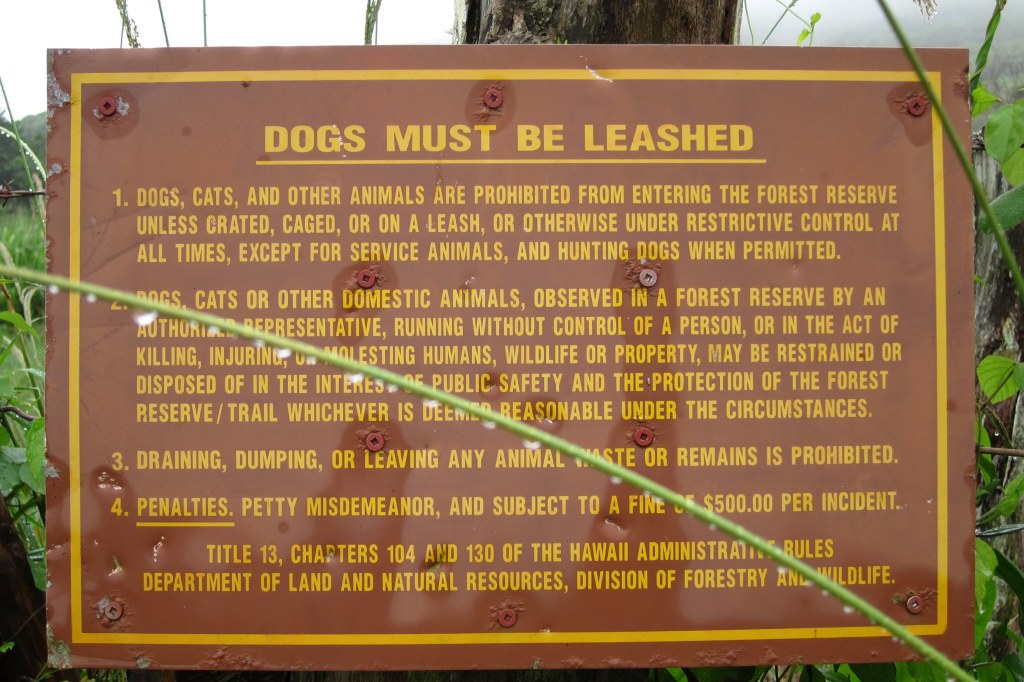 DOGS MUST BE LEASHED
1. DOGS, CATS, AND OTHER ANIMALS ARE PROHIBITED FROM ENTERING THE FOREST RESERVE
UNLESS CRATED, CAGED, OR ON A LEASH, OR OTHERWISE UNDER RESTRICTIVE CONTROL AT
ALL TIMES, EXCEPT FOR SERVICE ANIMALS, AND HUNTING DOGS WHEN PERMITTED.
2. DOGS, CATS OR OTHER DOMESTIC ANIMALS, OBSERVED IN A FOREST RESERVE BY AN
AUTHORIZED REPRESENTATIVE, RUNNING WITHOUT CONTROL OF A PERSON, OR IN THE ACT OF
KILLING, INJURING, OR MOLESTING HUMANS, WILDLIFE OR PROPERTY, MAY BE RESTRAINED OR
DISPOSED OF IN THE INTEREST OF PUBLIC SAFETY AND THE PROTECTION OF THE FOREST
RESERVE/TRAIL WHICHEVER IS DEEMED REASONABLE UNDER THE CIRCUMSTANCES.
3. DRAINING, DUMPING, OR LEAVING ANY ANIMAL WASTE OR REMAINS IS PROHIBITED.
4. PENALTIES. PETTY MISDEMEANOR, AND SUBJECT TO A FINE OF $500.00 PER INCIDENT.
TITLE 13, CHAPTERS 104 AND 130 OF THE HAWAII ADMINISTRATIVE RULES
DEPARTMENT OF LAND AND NATURAL RESOURCES, DIVISION OF FORESTRY AND WILDLIFE.